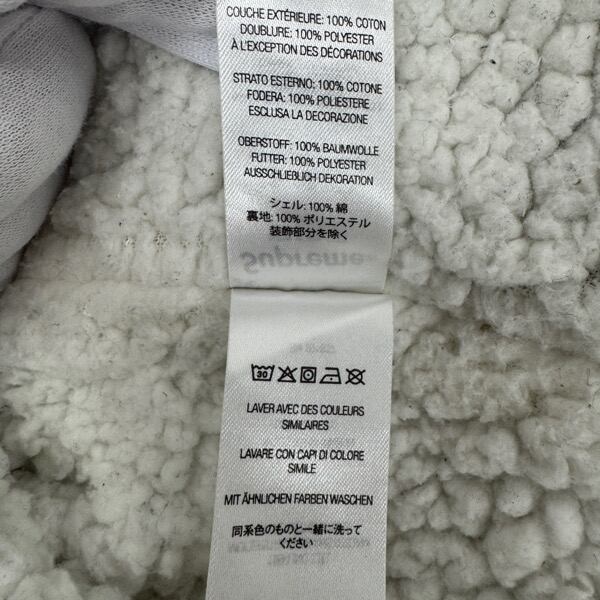 COUCHE EXTÉRIEURE: 100% COTON
DOUBLURE: 100% POLYESTER
À L'EXCEPTION DES DÉCORATIONS
STRATO ESTERNO: 100% COTONE
FODERA: 100% POLIESTERE
ESCLUSA LA DECORAZIONE
OBERSTOFF: 100% BAUMWOLLE
FUTTER: 100% POLYESTER
AUSSCHLIEBLICH DEKORATION
シェル: 100% 綿
裏地: 100% ポリエステル
装飾部分を除く
Supreme
30
LAVER AVEC DES COULEURS
SIMILAIRES
LAVARE CON CAPI DI COLORE
SIMILE
MIT ÄHNLICHEN FARBEN WASCHEN
同系色のものと一緒に洗って
ください